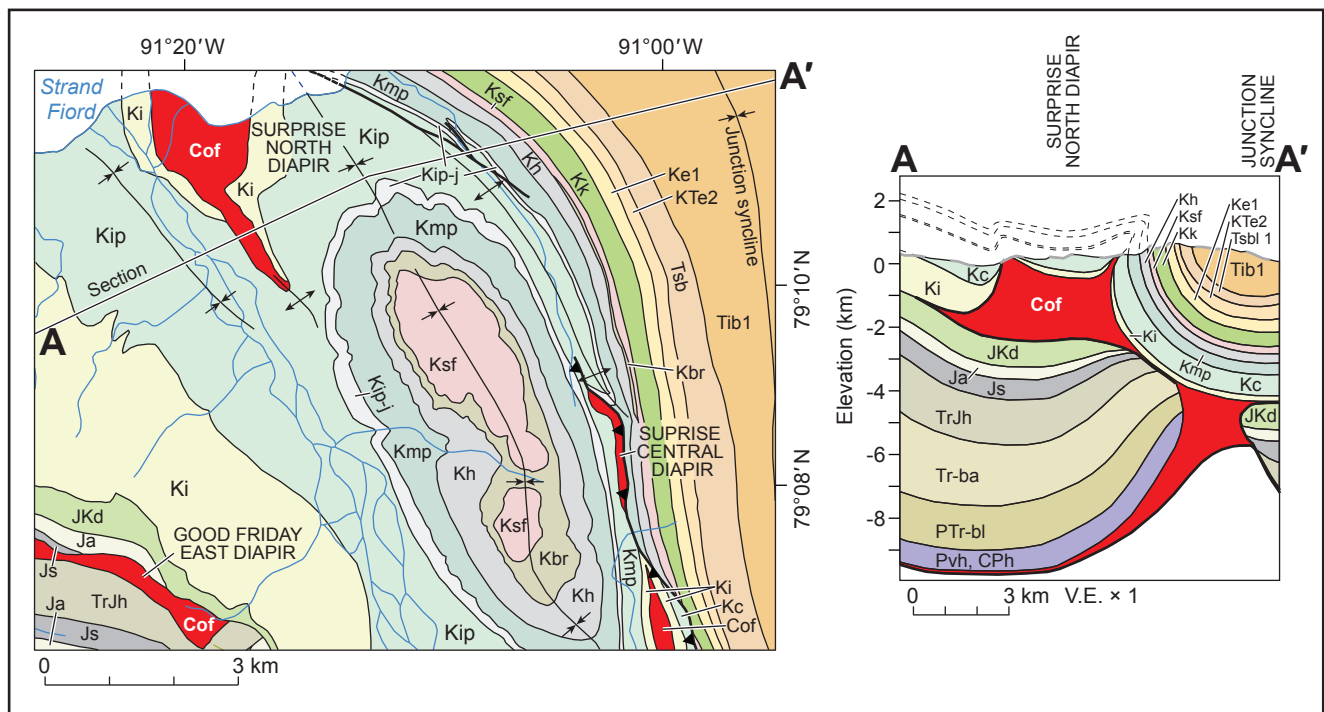 91°20′W
91°00′W
Strand
Fiord
Ki
Cof
SURPRISE
NORTH
DIAPIR
Ki
Kip
Kmp
Ksf
A′
Kip-j
Kh
Kk
Ke1
KTe2
Junction syncline
Kip
Section
Kmp
Tsb
79°10′N
A
Ksf
Kip-j
Tib1
Kbr
Kmp
Kh
SUPRISE
CENTRAL
DIAPIR
79°08′N
Ki
JKd
Ja
GOOD FRIDAY
EAST DIAPIR
Ksf
Kbr
Kmp
Js
TrJh
Ja
Cof
Js
Kip
Kh
Ki
Kc
Cof
0
3 km
SURPRISE
NORTH DIAPIR
JUNCTION
SYNCLINE
A
A′
2
0
-2
-4
-6
-8
Elevation (km)
Kh
Ksf
Kk
Ke1
KTe2
Tsbl 1
Kc
Ki
Cof
Tib1
JKd
Ki
Kmp
Ja
Js
Kc
TrJh
JKd
Tr-ba
PTr-bl
Pvh, CPh
0
3 km
V.E. × 1